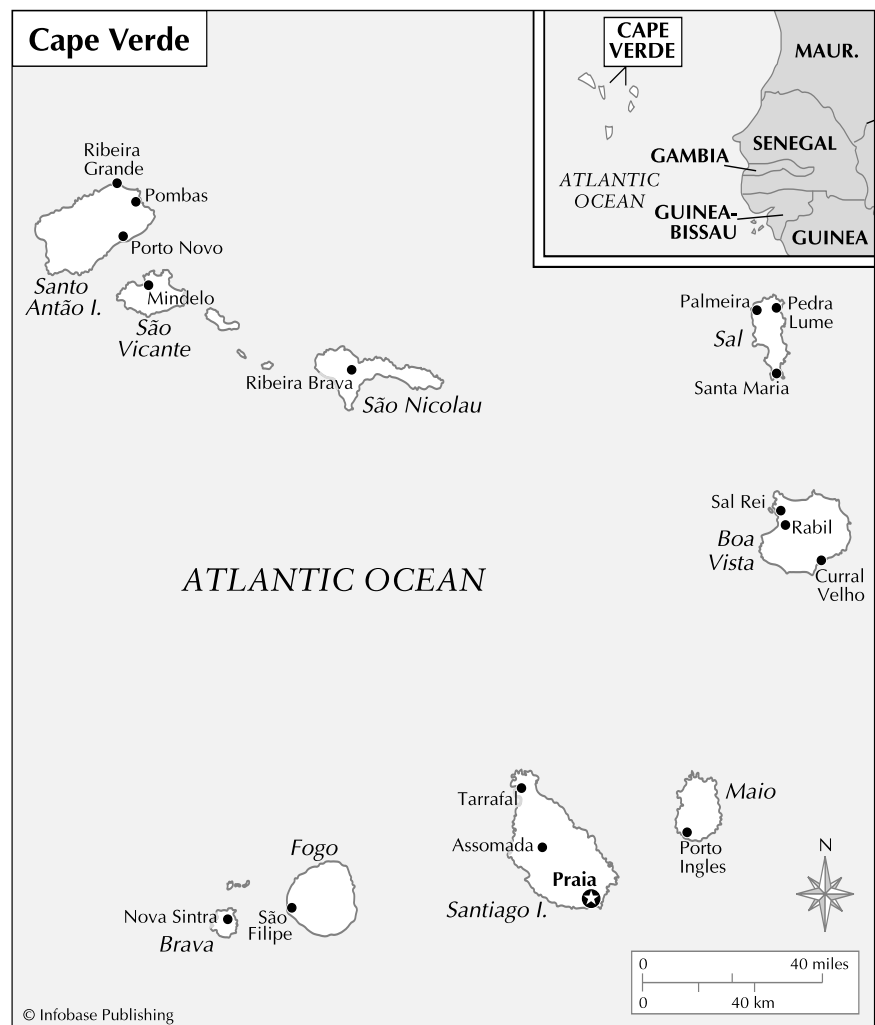 Cape Verde
CAPE
VERDE
MAUR.
SENEGAL
GAMBIA
ATLANTIC
OCEAN
GUINEA-
BISSAU
GUINEA
Ribeira
Grande
Pombas
Porto Novo
Santo
Antão I.
Mindelo
São
Vicante
Ribeira Brava
São Nicolau
Palmeira
Pedra
Lume
Sal
Santa Maria
Sal Rei
Rabil
Boa
Vista
Curral
Velho
ATLANTIC OCEAN
Tarrafal
Assomada
Praia
Santiago I.
Maio
Porto
Ingles
Fogo
São
Filipe
Nova Sintra
Brava
N
0 40 miles
0 40 km
© Infobase Publishing